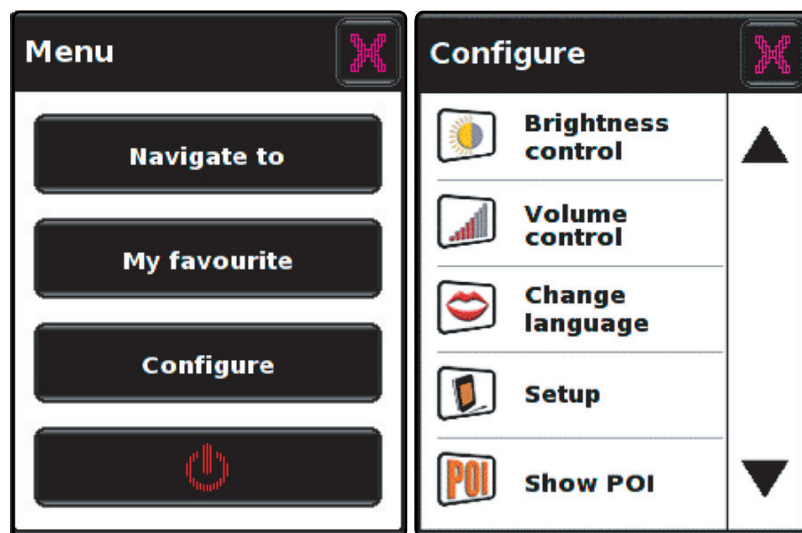 Menu
Navigate to
My favourite
Configure
Configure
Brightness
control
Volume
control
Change
language
Setup
POI
Show POI